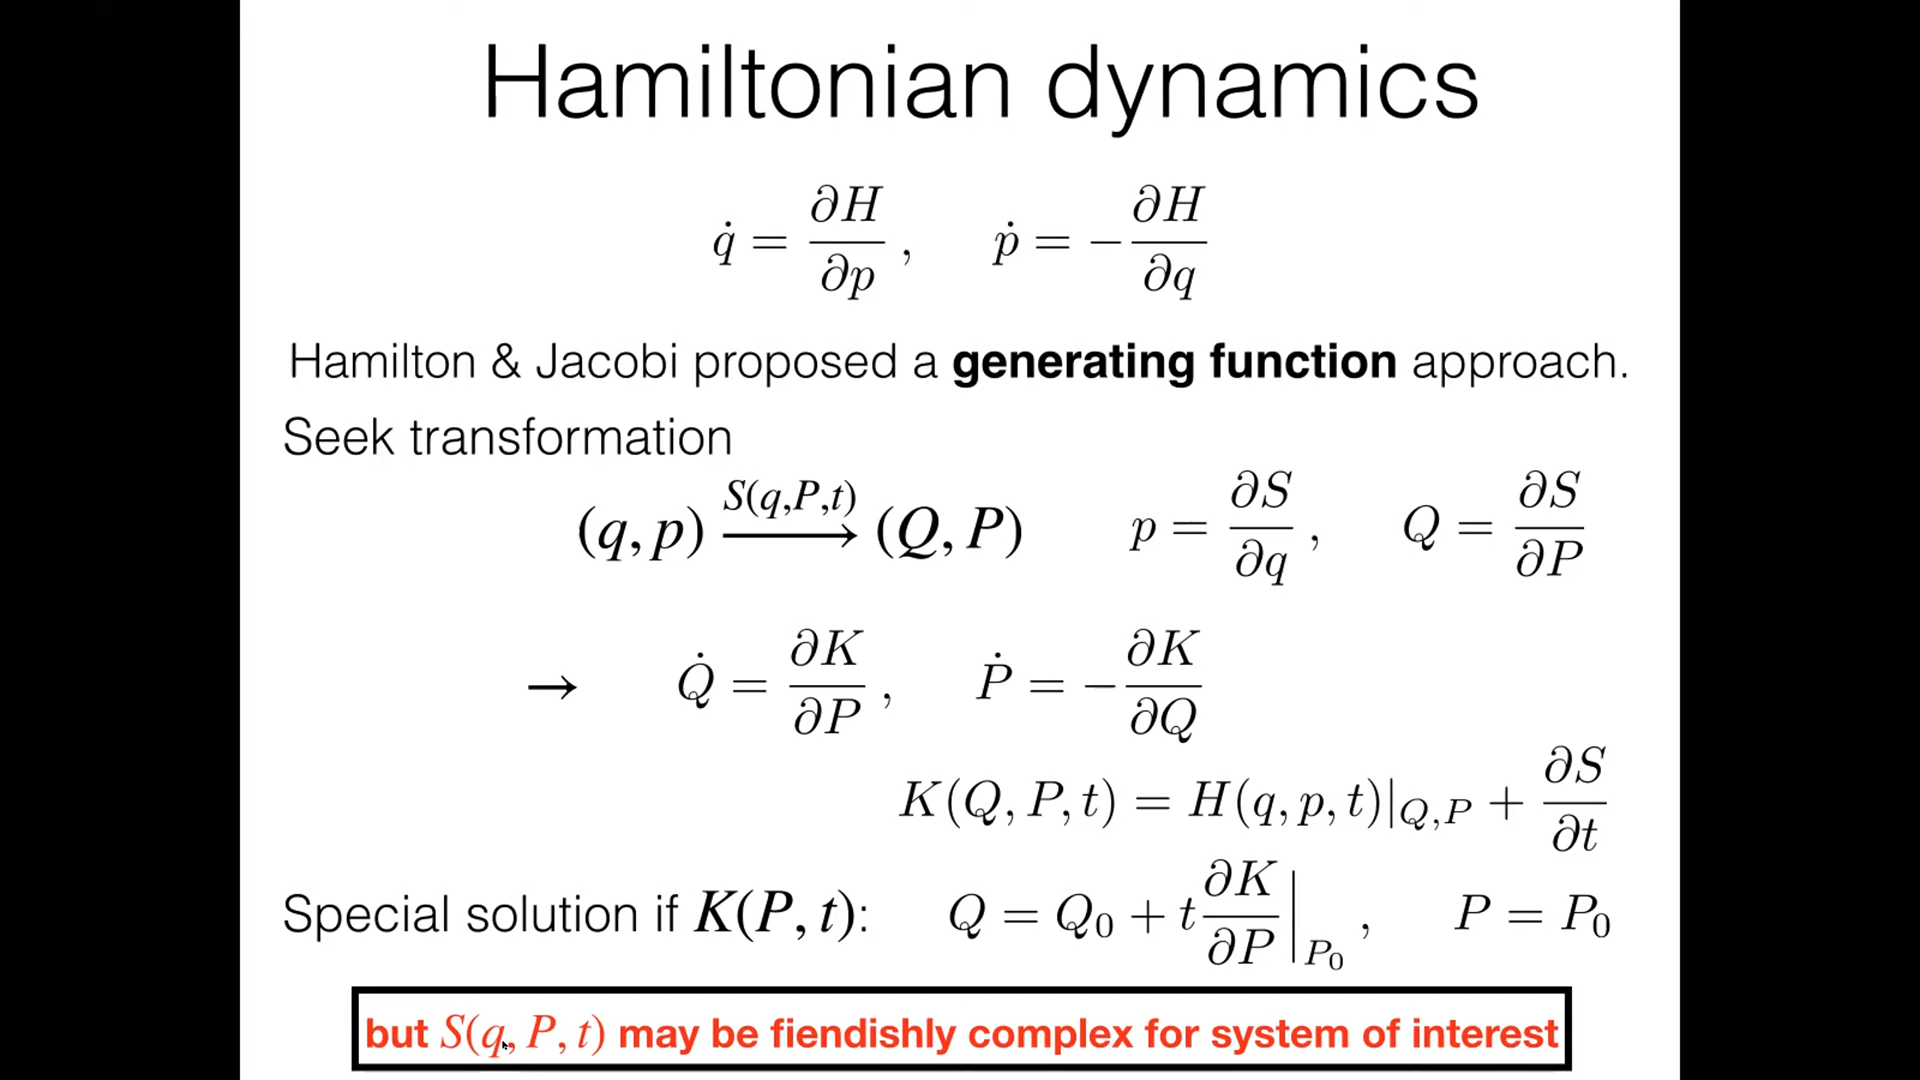 Hamiltonian dynamics
q̇ = ∂H/∂p , ṗ = −∂H/∂q
Hamilton & Jacobi proposed a generating function approach.
Seek transformation
(q, p) —S(q,P,t)→ (Q, P) p = ∂S/∂q , Q = ∂S/∂P
→ Q̇ = ∂K/∂P , Ṗ = −∂K/∂Q
K(Q, P, t) = H(q, p, t)|_{Q,P} + ∂S/∂t
Special solution if K(P, t): Q = Q₀ + t ∂K/∂P|_{P₀} , P = P₀
but S(q, P, t) may be fiendishly complex for system of interest